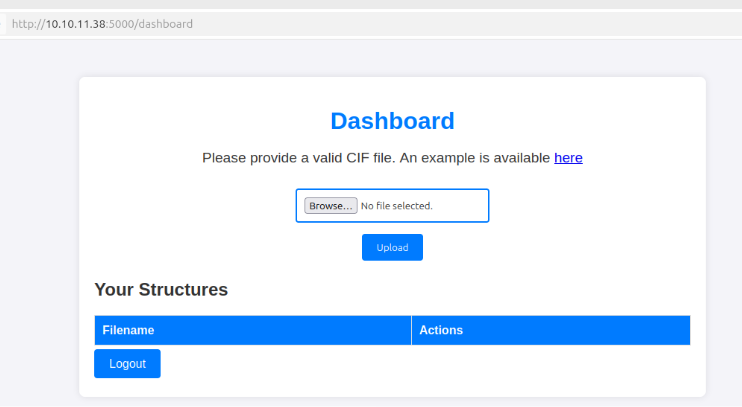 http://10.10.11.38:5000/dashboard
Dashboard
Please provide a valid CIF file. An example is available here
Browse... No file selected.
Upload
Your Structures
Filename Actions
Logout